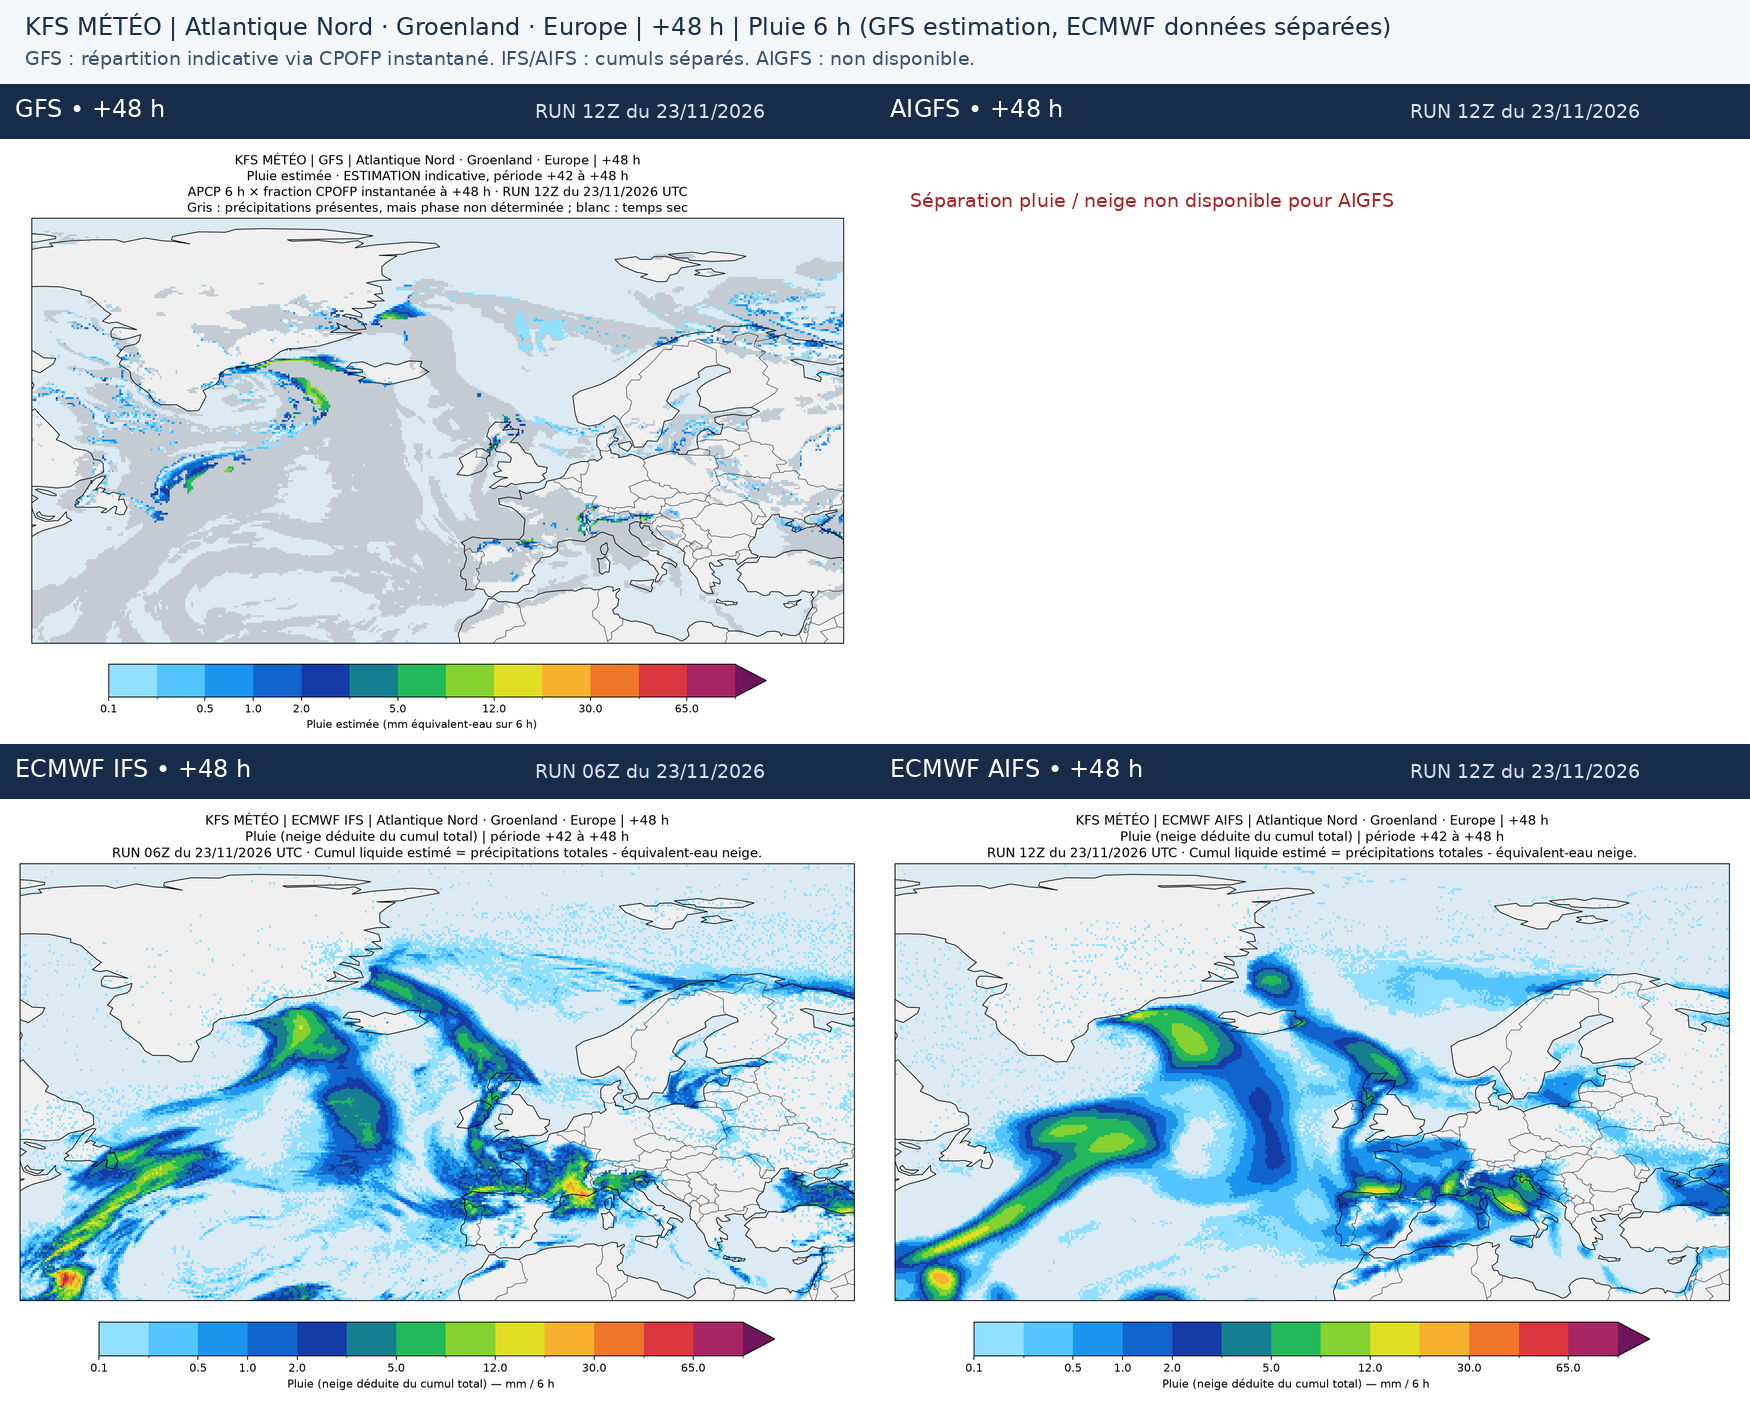 KFS MÉTÉO | Atlantique Nord · Groenland · Europe | +48 h | Pluie 6 h (GFS estimation, ECMWF données séparées)
GFS : répartition indicative via CPOFP instantané. IFS/AIFS : cumuls séparés. AIGFS : non disponible.
GFS • +48 h
RUN 12Z du 23/11/2026
AIGFS • +48 h
RUN 12Z du 23/11/2026
KFS MÉTÉO | GFS | Atlantique Nord · Groenland · Europe | +48 h
Pluie estimée · ESTIMATION indicative, période +42 à +48 h
APCP 6 h × fraction CPOFP instantanée à +48 h · RUN 12Z du 23/11/2026 UTC
Gris : précipitations présentes, mais phase non déterminée ; blanc : temps sec
0.1 0.5 1.0 2.0 5.0 12.0 30.0 65.0
Pluie estimée (mm équivalent-eau sur 6 h)
Séparation pluie / neige non disponible pour AIGFS
ECMWF IFS • +48 h
RUN 06Z du 23/11/2026
ECMWF AIFS • +48 h
RUN 12Z du 23/11/2026
KFS MÉTÉO | ECMWF IFS | Atlantique Nord · Groenland · Europe | +48 h
Pluie (neige déduite du cumul total) | période +42 à +48 h
RUN 06Z du 23/11/2026 UTC · Cumul liquide estimé = précipitations totales - équivalent-eau neige.
0.1 0.5 1.0 2.0 5.0 12.0 30.0 65.0
Pluie (neige déduite du cumul total) — mm / 6 h
KFS MÉTÉO | ECMWF AIFS | Atlantique Nord · Groenland · Europe | +48 h
Pluie (neige déduite du cumul total) | période +42 à +48 h
RUN 12Z du 23/11/2026 UTC · Cumul liquide estimé = précipitations totales - équivalent-eau neige.
0.1 0.5 1.0 2.0 5.0 12.0 30.0 65.0
Pluie (neige déduite du cumul total) — mm / 6 h